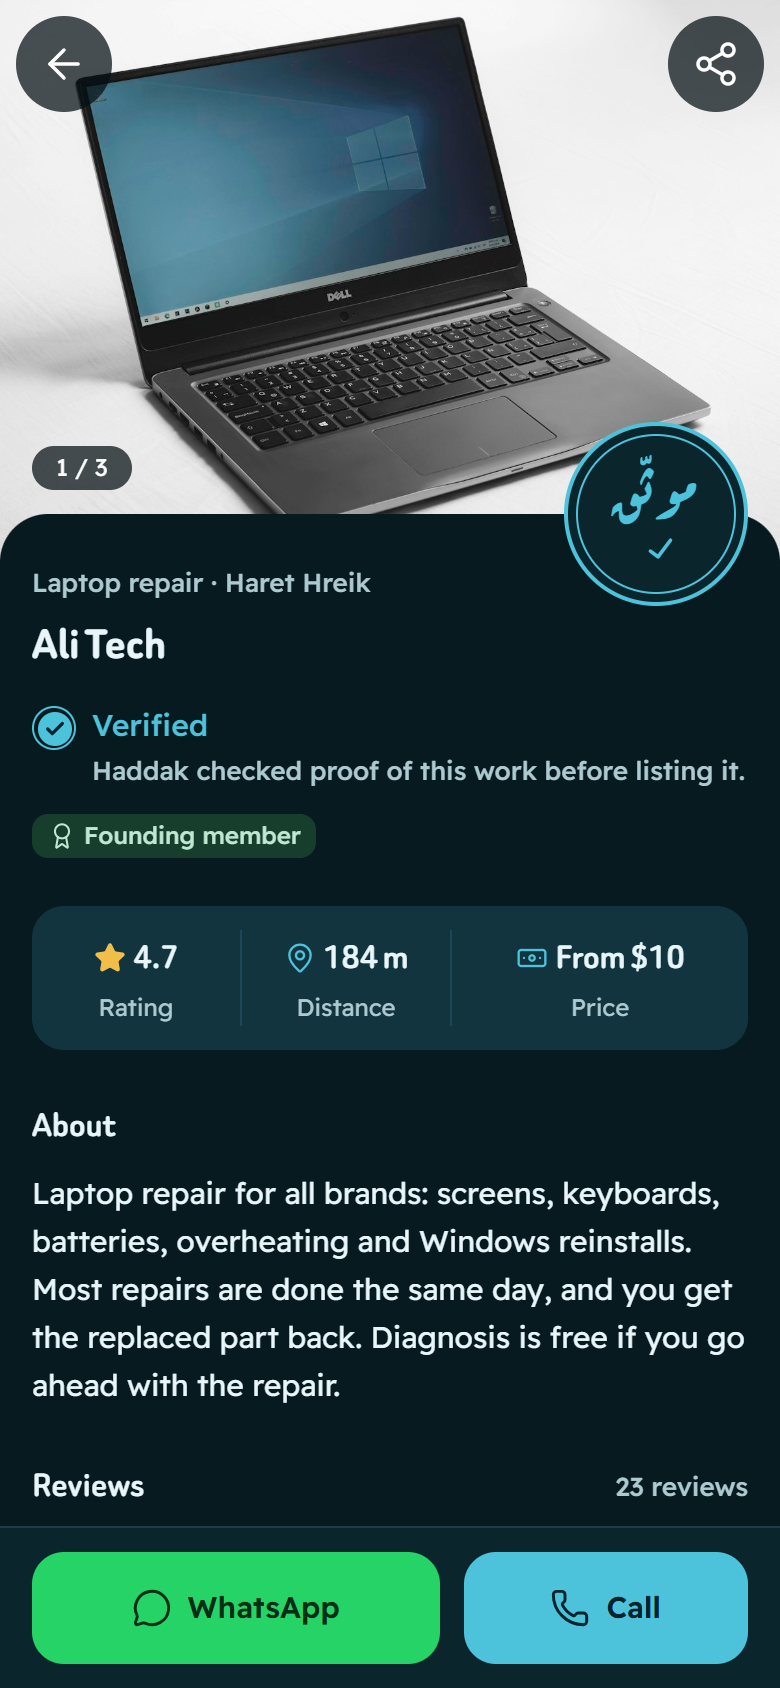 DELL
1 / 3
موثّق
Laptop repair · Haret Hreik
Ali Tech
Verified
Haddak checked proof of this work before listing it.
Founding member
4.7
184 m
From $10
Rating
Distance
Price
About
Laptop repair for all brands: screens, keyboards,
batteries, overheating and Windows reinstalls.
Most repairs are done the same day, and you get
the replaced part back. Diagnosis is free if you go
ahead with the repair.
Reviews
23 reviews
WhatsApp
Call